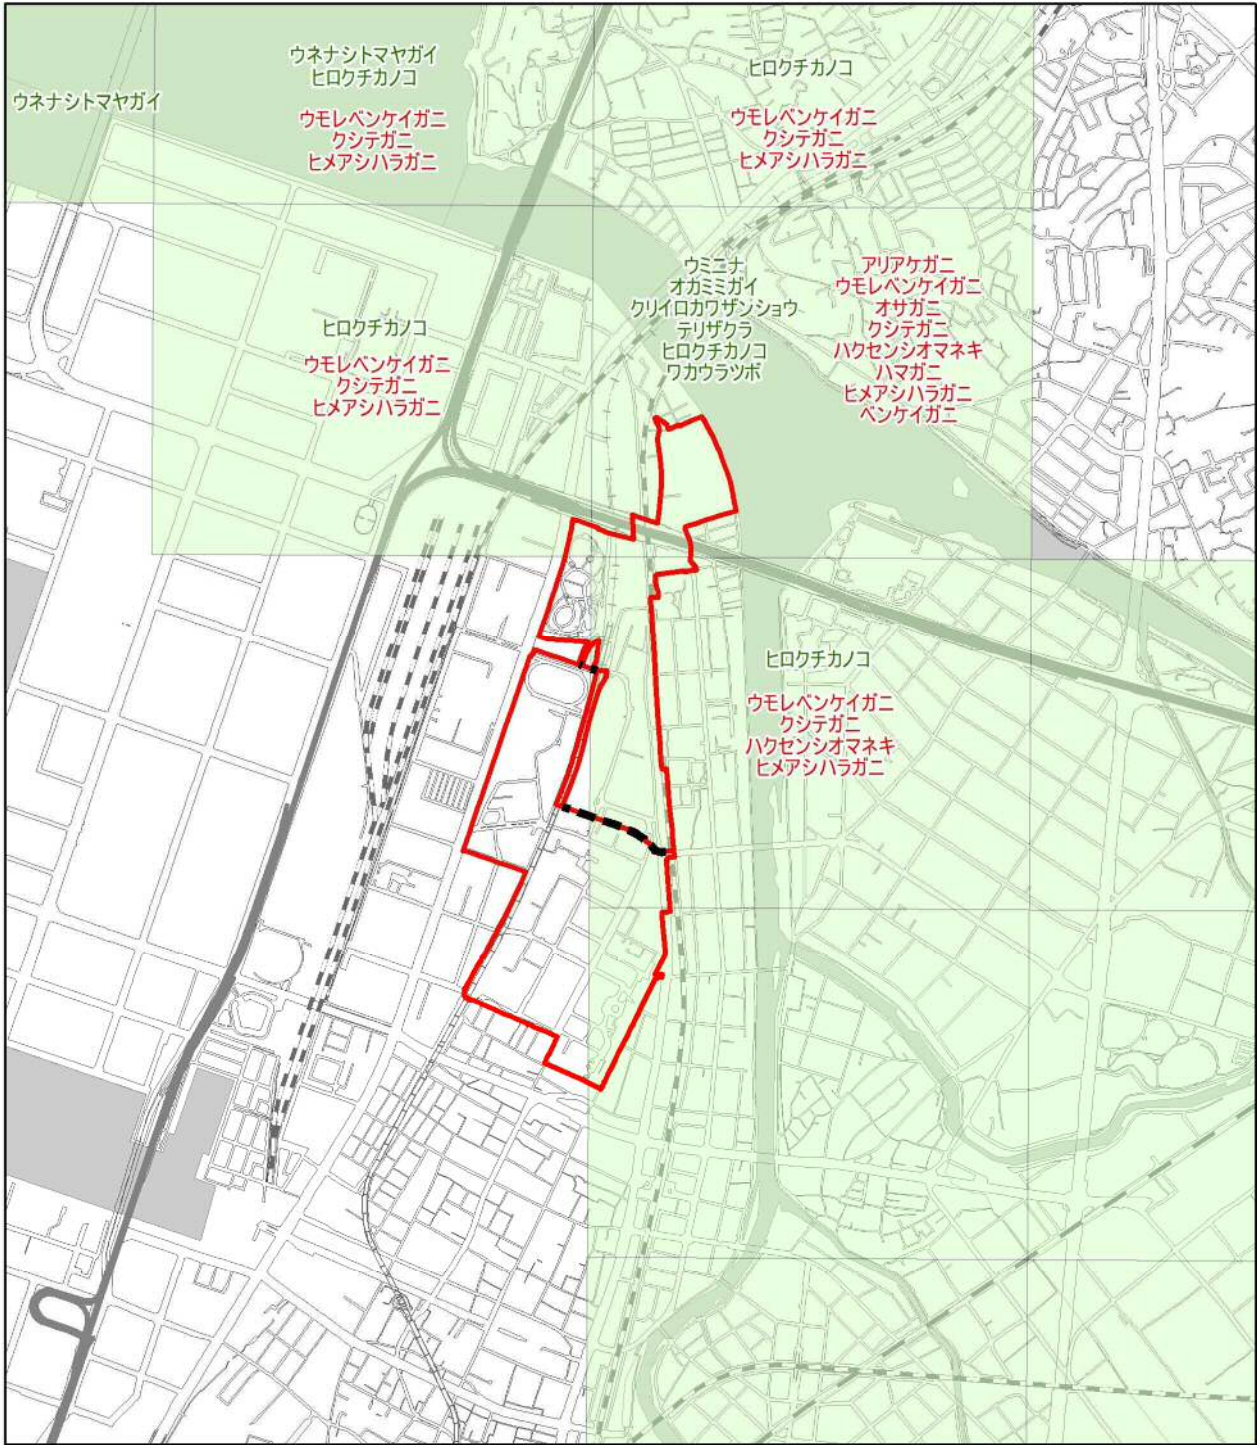 ウネナシトマヤガイ
ウネナシトマヤガイ
ヒロクチカノコ
ウモレベンケイガニ
クシテガニ
ヒメアシハラガニ
ヒロクチカノコ
ウモレベンケイガニ
クシテガニ
ヒメアシハラガニ
ヒロクチカノコ
ウモレベンケイガニ
クシテガニ
ヒメアシハラガニ
ウミニナ
オカミミガイ
クリイロカワザンショウ
テリザクラ
ヒロクチカノコ
ワカウラツボ
アリアケガニ
ウモレベンケイガニ
オサガニ
クシテガニ
ハクセンシオマネキ
ハマガニ
ヒメアシハラガニ
ベンケイガニ
ヒロクチカノコ
ウモレベンケイガニ
クシテガニ
ハクセンシオマネキ
ヒメアシハラガニ